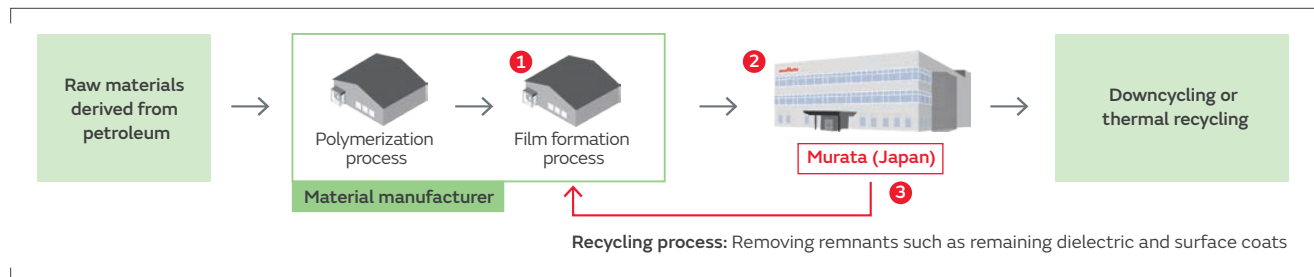 Raw materials
derived from
petroleum
1
Polymerization
process
Film formation
process
Material manufacturer
2
muRata
Murata (Japan)
3
Downcycling or
thermal recycling
Recycling process: Removing remnants such as remaining dielectric and surface coats